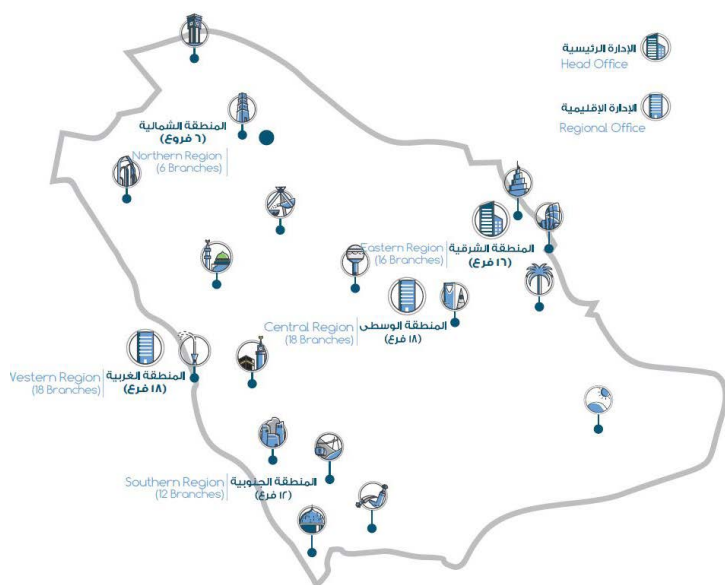 الإدارة الرئيسية
Head Office
الإدارة الإقليمية
Regional Office
المنطقة الشمالية
(٦ فروع)
Northern Region
(6 Branches)
Eastern Region
(16 Branches)
المنطقة الشرقية
(١٦ فرع)
Central Region
(18 Branches)
المنطقة الوسطى
(١٨ فرع)
Western Region
(18 Branches)
المنطقة الغربية
(١٨ فرع)
Southern Region
(12 Branches)
المنطقة الجنوبية
(١٢ فرع)